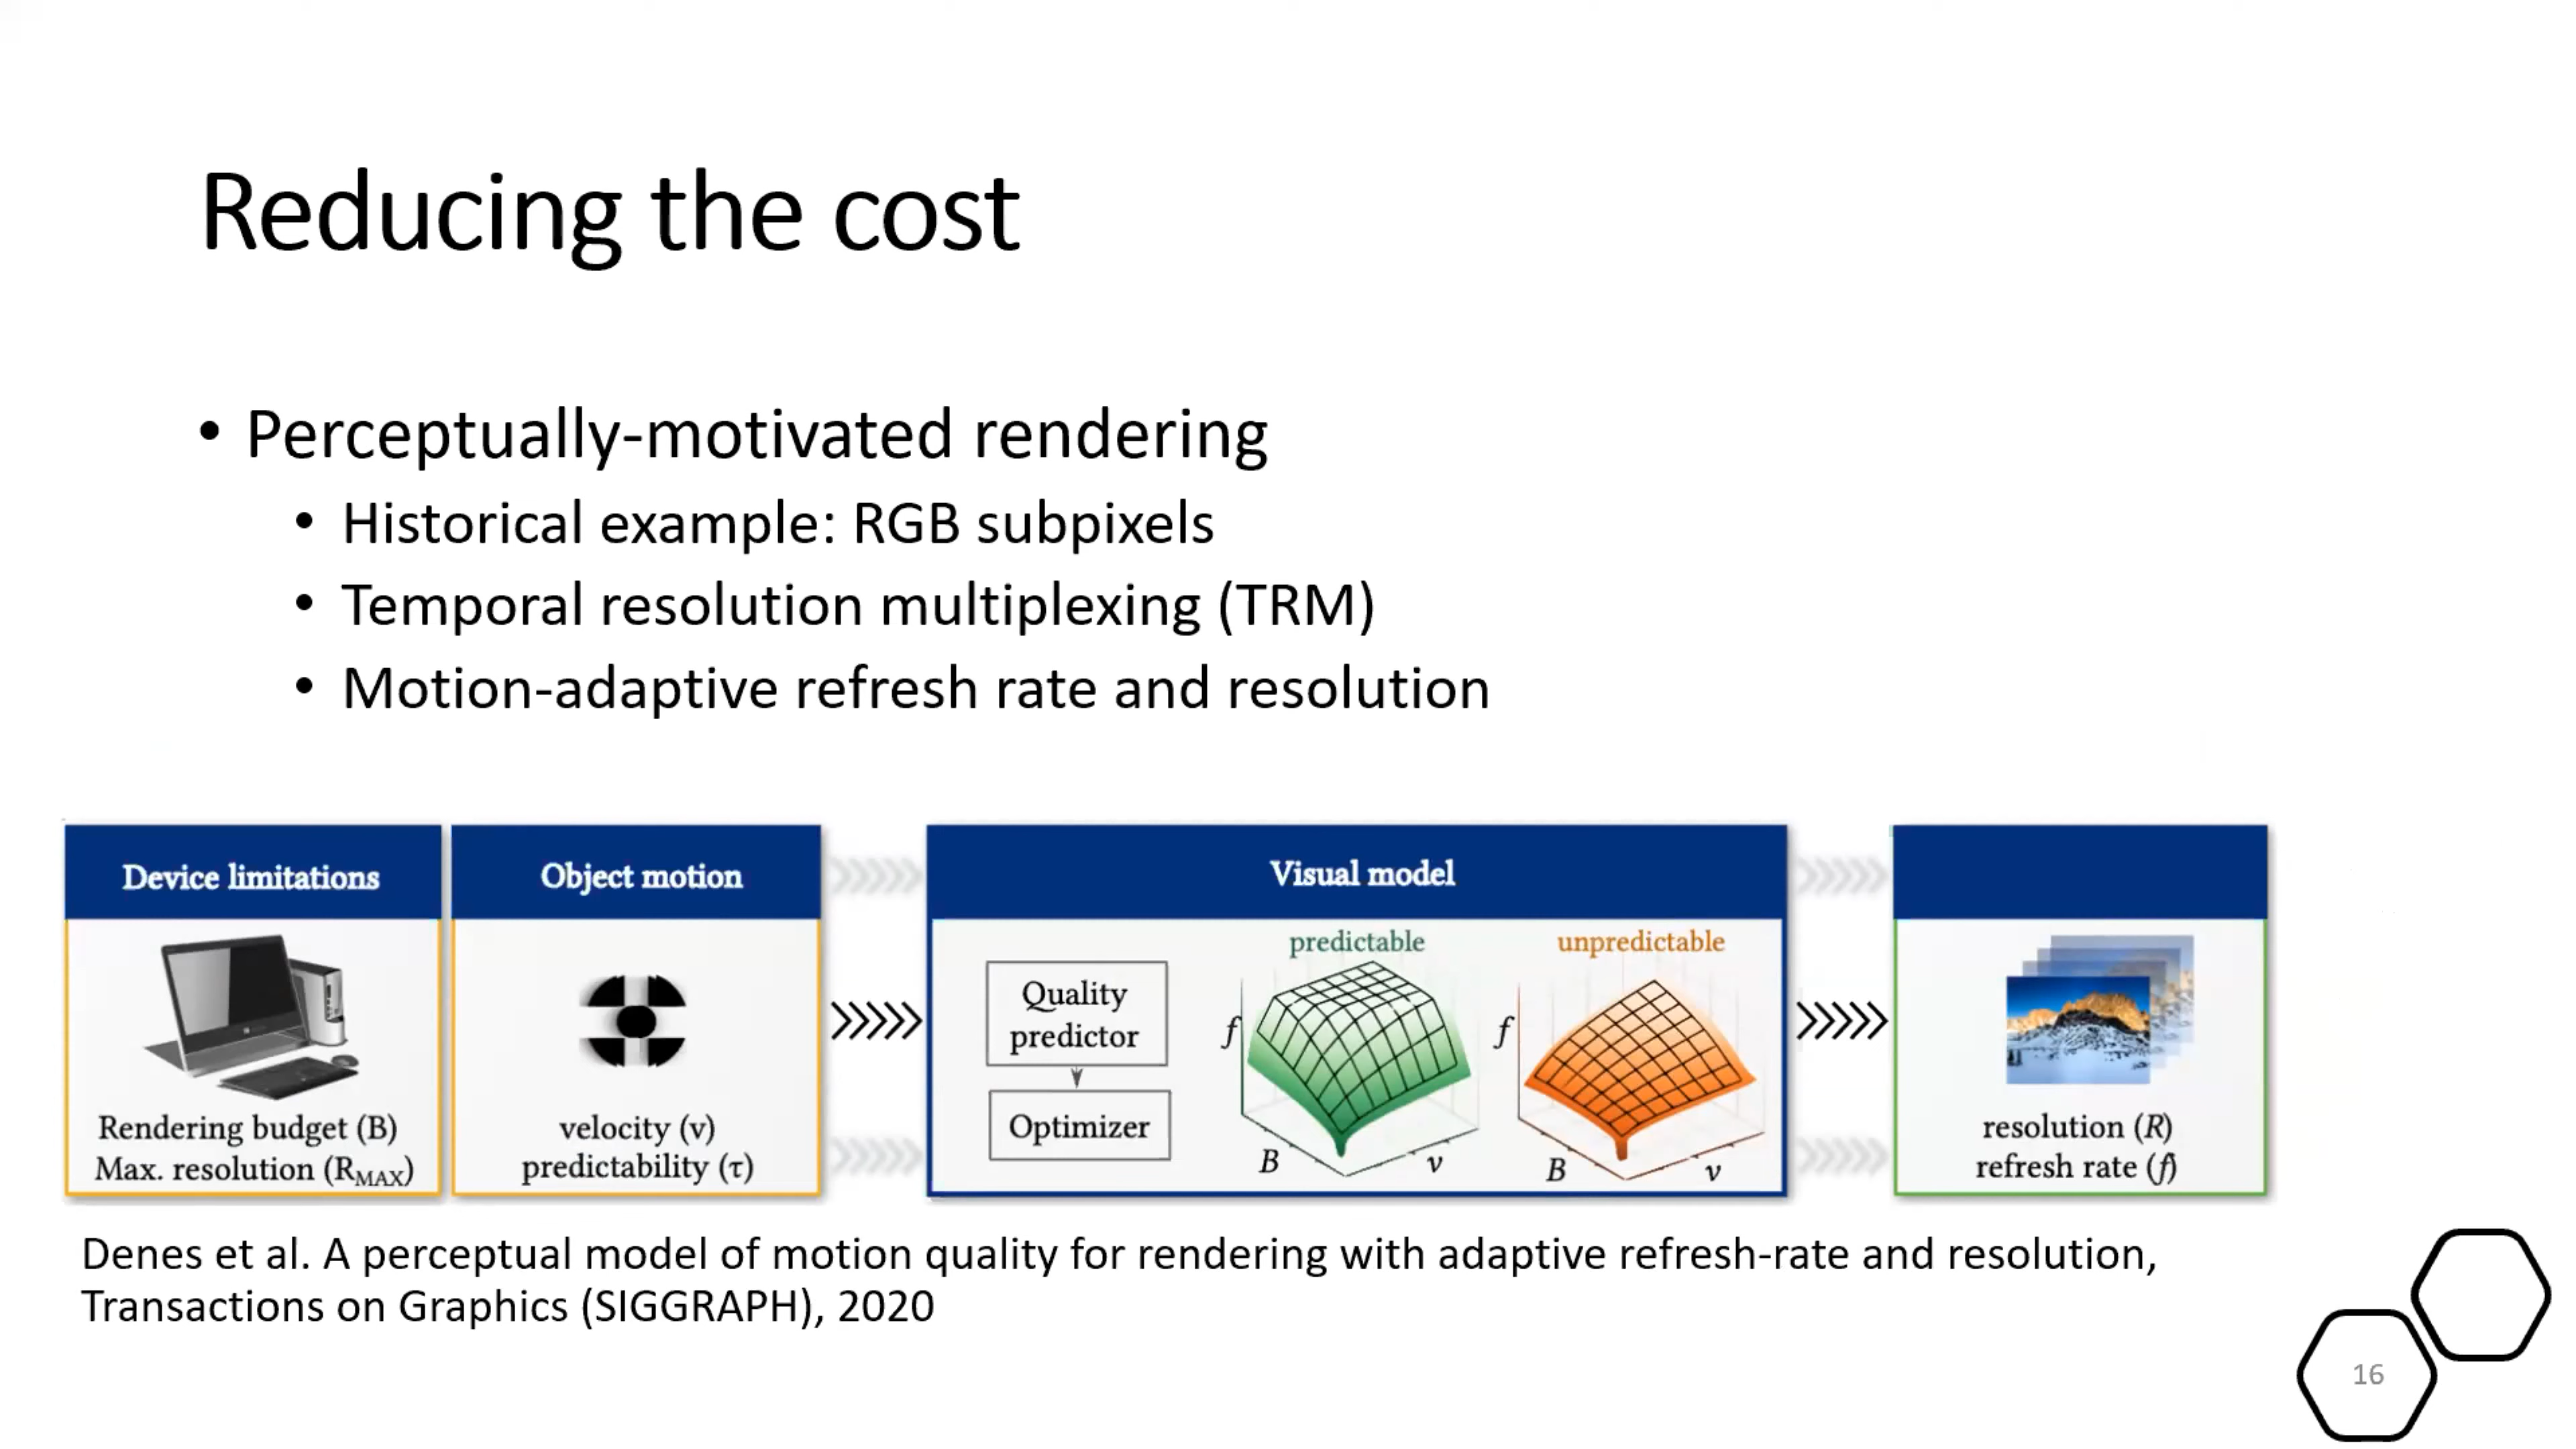 Reducing the cost
• Perceptually-motivated rendering
• Historical example: RGB subpixels
• Temporal resolution multiplexing (TRM)
• Motion-adaptive refresh rate and resolution
Device limitations
Rendering budget (B)
Max. resolution (RMAX)
Object motion
velocity (v)
predictability (τ)
Visual model
Quality
predictor
Optimizer
predictable
f
B
v
unpredictable
f
B
v
resolution (R)
refresh rate (f)
Denes et al. A perceptual model of motion quality for rendering with adaptive refresh-rate and resolution,
Transactions on Graphics (SIGGRAPH), 2020
16